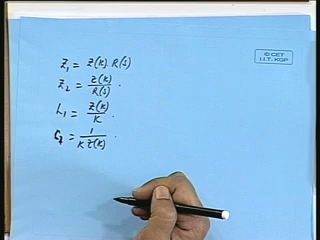 © CET
I.I.T. KGP
Z₁ = Z(K). R(s)
Z₂ = Z(K)/R(s).
L₁ = Z(K)/K
C₂ = 1/(K Z(K)).